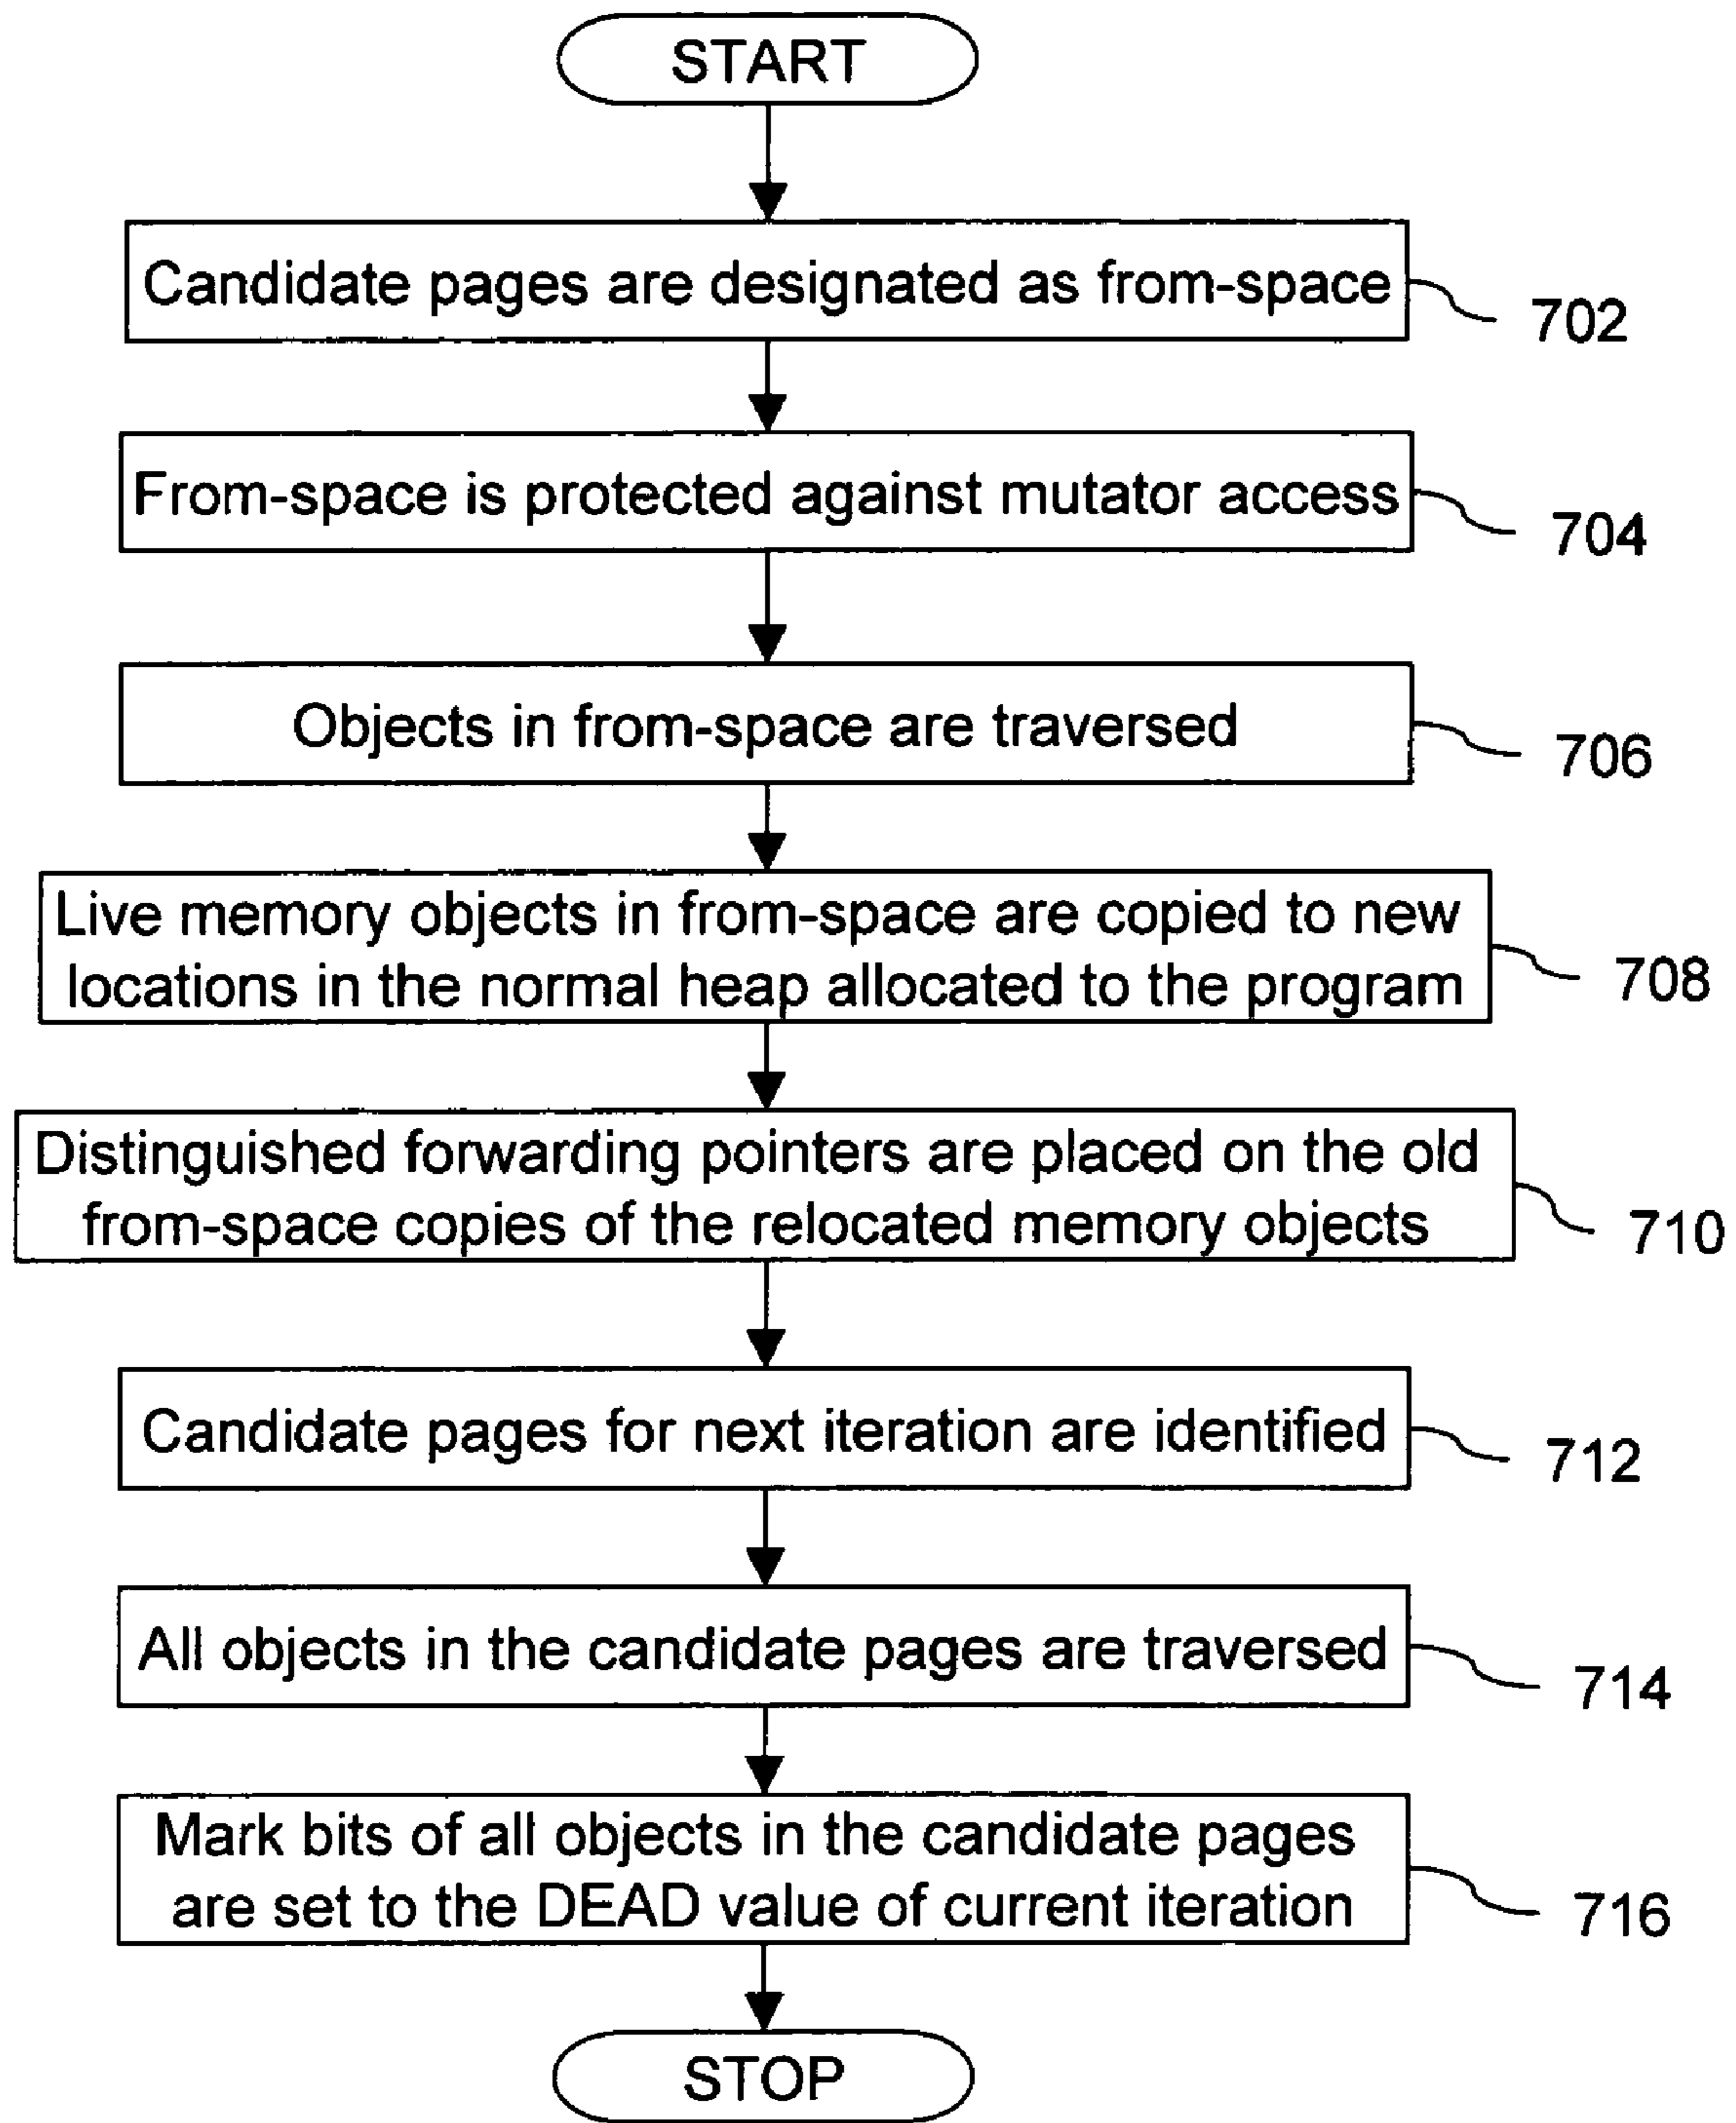 START
Candidate pages are designated as from-space
702
From-space is protected against mutator access
704
Objects in from-space are traversed
706
Live memory objects in from-space are copied to new
locations in the normal heap allocated to the program
708
Distinguished forwarding pointers are placed on the old
from-space copies of the relocated memory objects
710
Candidate pages for next iteration are identified
712
All objects in the candidate pages are traversed
714
Mark bits of all objects in the candidate pages
are set to the DEAD value of current iteration
716
STOP